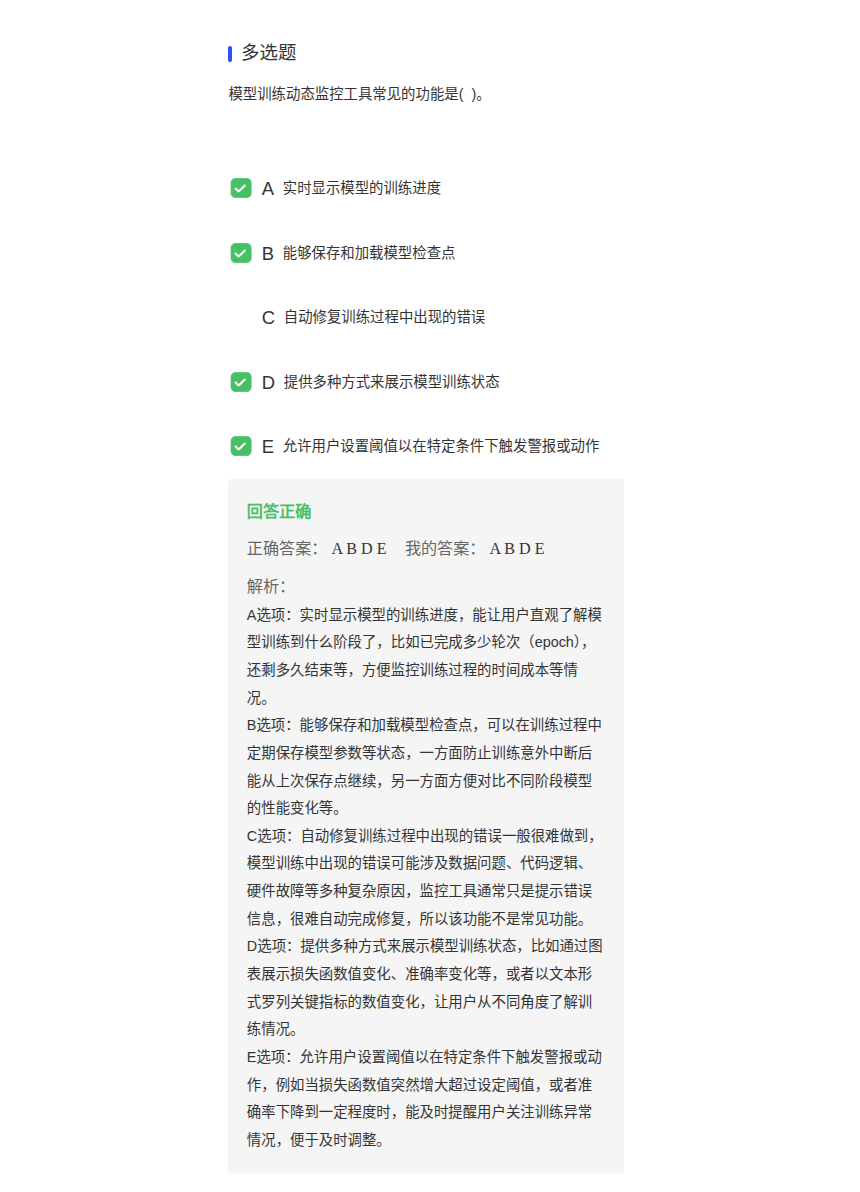 多选题
模型训练动态监控工具常见的功能是( )。
A 实时显示模型的训练进度
B 能够保存和加载模型检查点
C 自动修复训练过程中出现的错误
D 提供多种方式来展示模型训练状态
E 允许用户设置阈值以在特定条件下触发警报或动作
回答正确
正确答案： A B D E 我的答案： A B D E
解析：
A选项：实时显示模型的训练进度，能让用户直观了解模
型训练到什么阶段了，比如已完成多少轮次（epoch），
还剩多久结束等，方便监控训练过程的时间成本等情
况。
B选项：能够保存和加载模型检查点，可以在训练过程中
定期保存模型参数等状态，一方面防止训练意外中断后
能从上次保存点继续，另一方面方便对比不同阶段模型
的性能变化等。
C选项：自动修复训练过程中出现的错误一般很难做到，
模型训练中出现的错误可能涉及数据问题、代码逻辑、
硬件故障等多种复杂原因，监控工具通常只是提示错误
信息，很难自动完成修复，所以该功能不是常见功能。
D选项：提供多种方式来展示模型训练状态，比如通过图
表展示损失函数值变化、准确率变化等，或者以文本形
式罗列关键指标的数值变化，让用户从不同角度了解训
练情况。
E选项：允许用户设置阈值以在特定条件下触发警报或动
作，例如当损失函数值突然增大超过设定阈值，或者准
确率下降到一定程度时，能及时提醒用户关注训练异常
情况，便于及时调整。